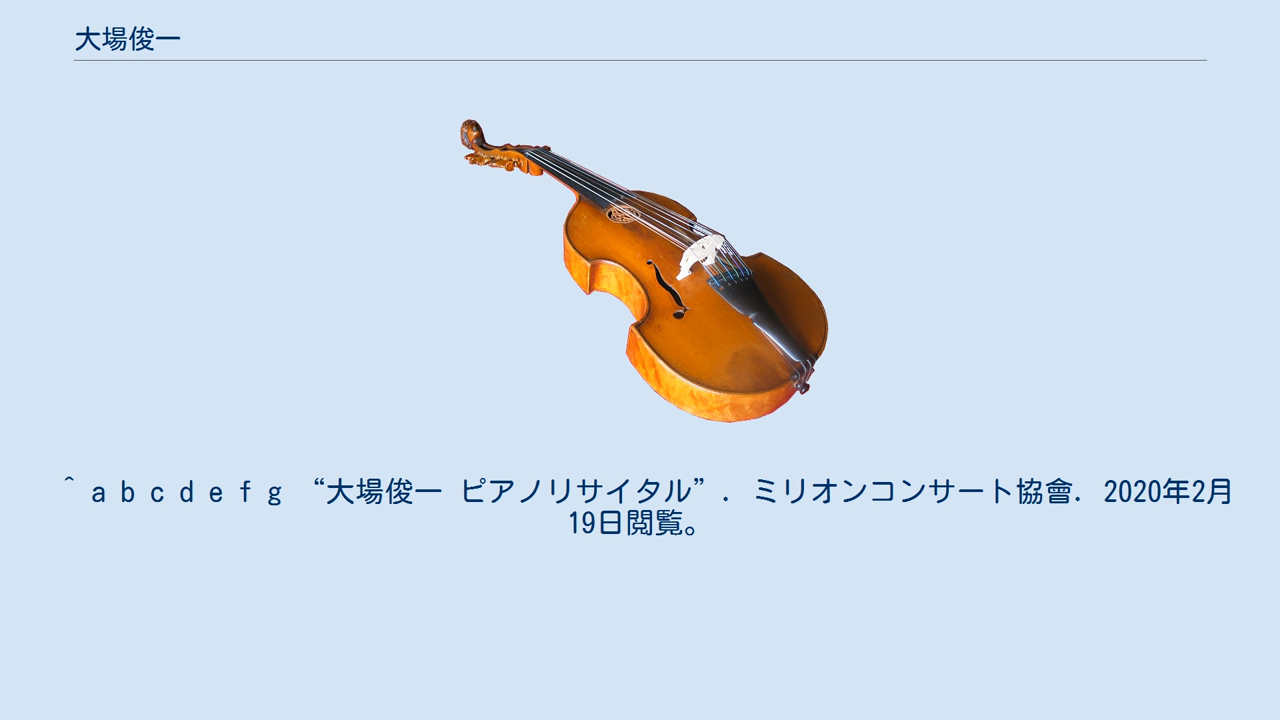 大場俊一
^ a b c d e f g “大場俊一 ピアノリサイタル”. ミリオンコンサート協會. 2020年2月
19日閲覧。